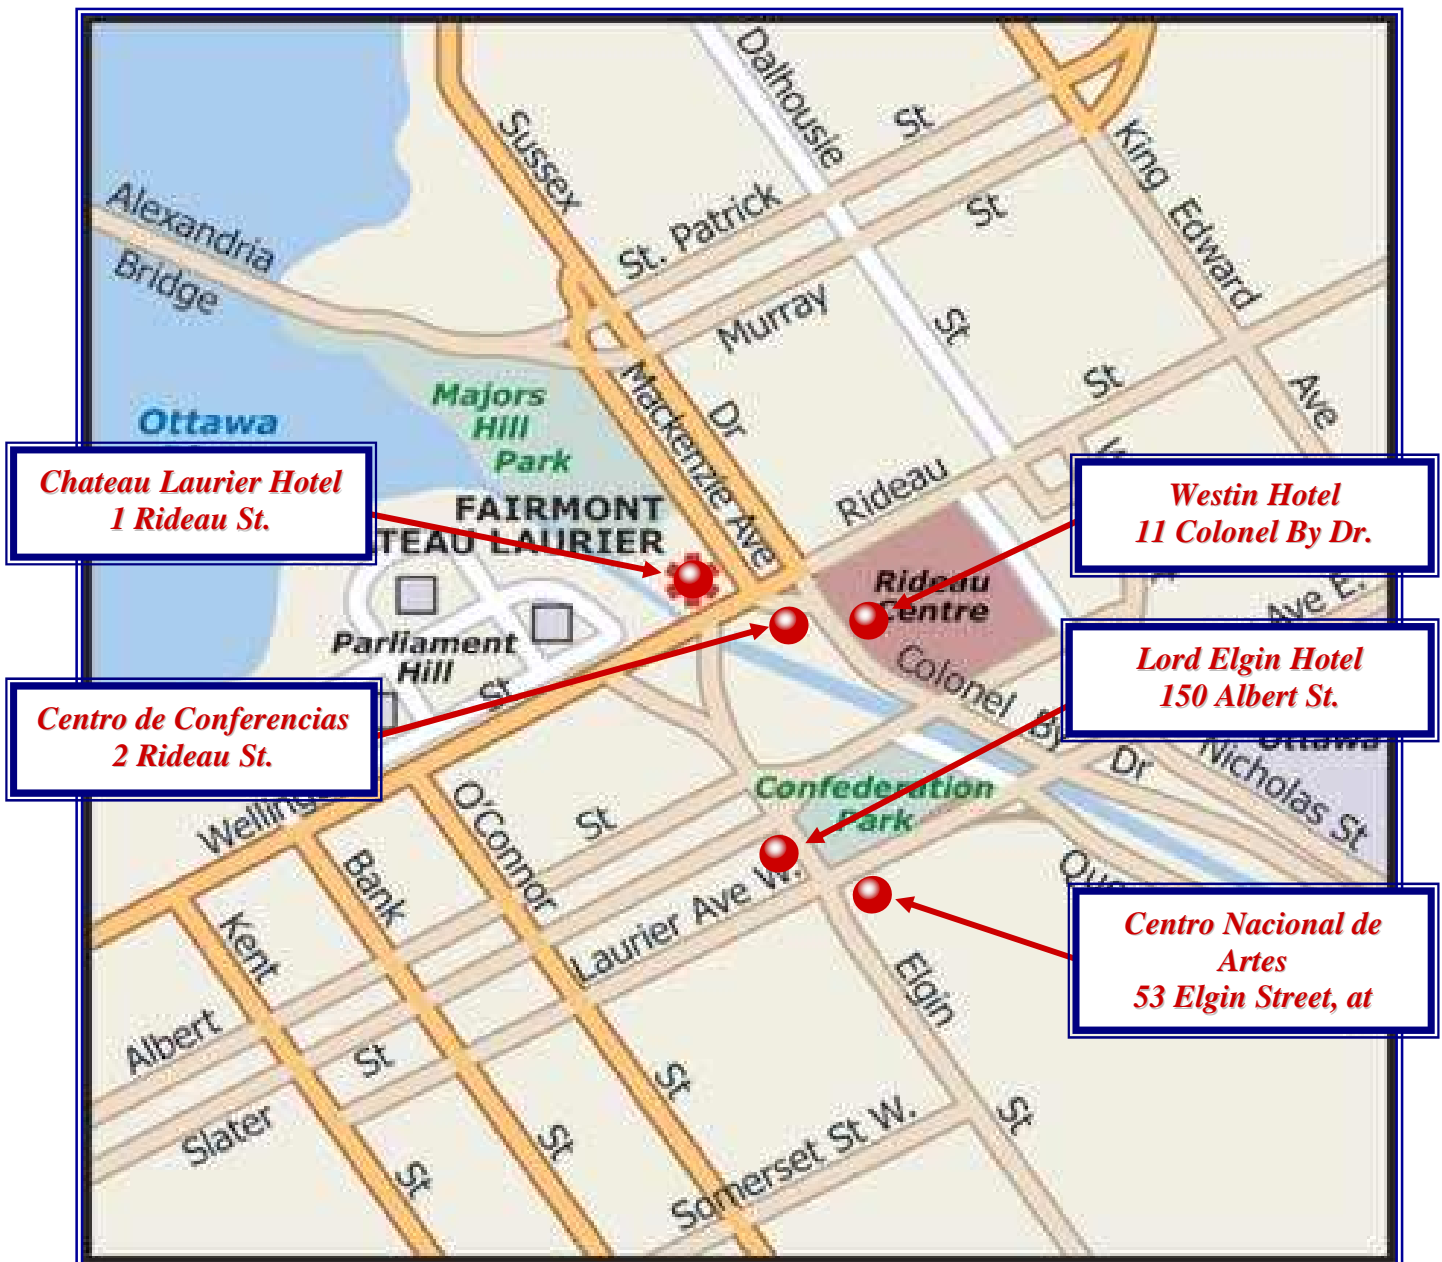 Dalhousie
St
Sussex
King Edward
St
St. Patrick
Alexandria
Bridge
Murray
St
Majors
Hill
Park
Mackenzie Ave
Dr
St
Ave
Ottawa
Chateau Laurier Hotel
1 Rideau St.
FAIRMONT
TEAU LAURIER
Rideau
Westin Hotel
11 Colonel By Dr.
Rideau
Centre
Ave E.
Parliament
Hill
St
Colonel By
Dr
Lord Elgin Hotel
150 Albert St.
Centro de Conferencias
2 Rideau St.
Ottawa
Nicholas St
Confederation
Park
O'Connor
St
Bank
Laurier Ave W.
Kent
Elgin
Centro Nacional de
Artes
53 Elgin Street, at
Albert
St
St
St
Slater
St
St
Somerset St W.